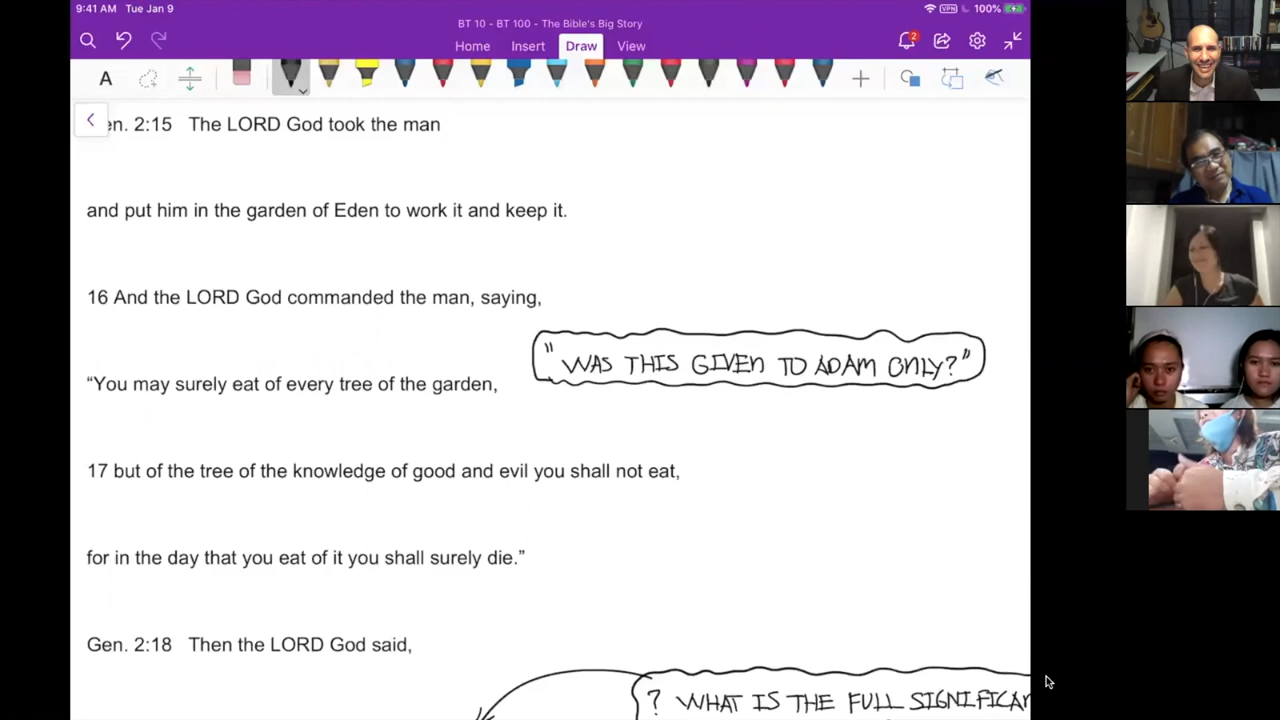 9:41 AM Tue Jan 9
VPN 100%
BT 10 - BT 100 - The Bible's Big Story
Home Insert Draw View
2
A
en. 2:15 The LORD God took the man
and put him in the garden of Eden to work it and keep it.
16 And the LORD God commanded the man, saying,
"WAS THIS GIVEN TO ADAM ONLY?"
“You may surely eat of every tree of the garden,
17 but of the tree of the knowledge of good and evil you shall not eat,
for in the day that you eat of it you shall surely die.”
Gen. 2:18 Then the LORD God said,
? WHAT IS THE FULL SIGNIFICAN